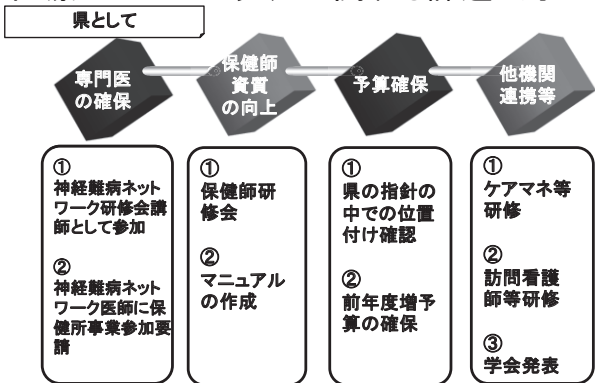 県として
専門医
の確保
保健師
資質
の向上
予算確保
他機関
連携等
①
神経難病ネット
ワーク研修会講
師として参加
②
神経難病ネット
ワーク医師に保
健所事業参加要
請
①
保健師研
修会
②
マニュアル
の作成
①
県の指針の
中での位置
付け確認
②
前年度増予
算の確保
①
ケアマネ等
研修
②
訪問看護
師等研修
③
学会発表